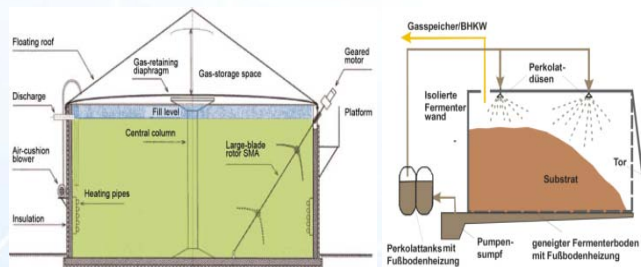 Floating roof
Gas-retaining
diaphragm
Gas-storage space
Geared
motor
Discharge
Fill level
Platform
Central column
Large-blade
rotor SMA
Air-cushion
blower
Heating pipes
Insulation
Gasspeicher/BHKW
Perkolat-
düsen
Isolierte
Fermenter
wand
Tor
Substrat
Perkolattanks mit
Fußbodenheizung
Pumpen-
sumpf
geneigter Fermenterboden
mit Fußbodenheizung